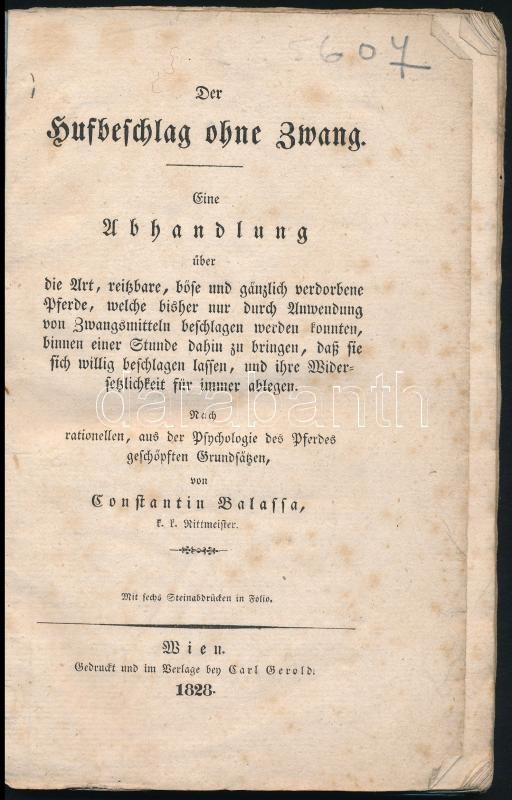 5607
Der
Hufbeschlag ohne Zwang.
Eine
Abhandlung
über
die Art, reitzbare, böse und gänzlich verdorbene
Pferde, welche bisher nur durch Anwendung
von Zwangsmitteln beschlagen werden konnten,
binnen einer Stunde dahin zu bringen, daß sie
sich willig beschlagen lassen, und ihre Wider-
setzlichkeit für immer ablegen.
darabanth
Nach
rationellen, aus der Psychologie des Pferdes
geschöpften Grundsätzen,
von
Constantin Balassa,
k. k. Rittmeister.
Mit sechs Steinabdrücken in Folio.
Wien.
Gedruckt und im Verlage bey Carl Gerold.
1828.